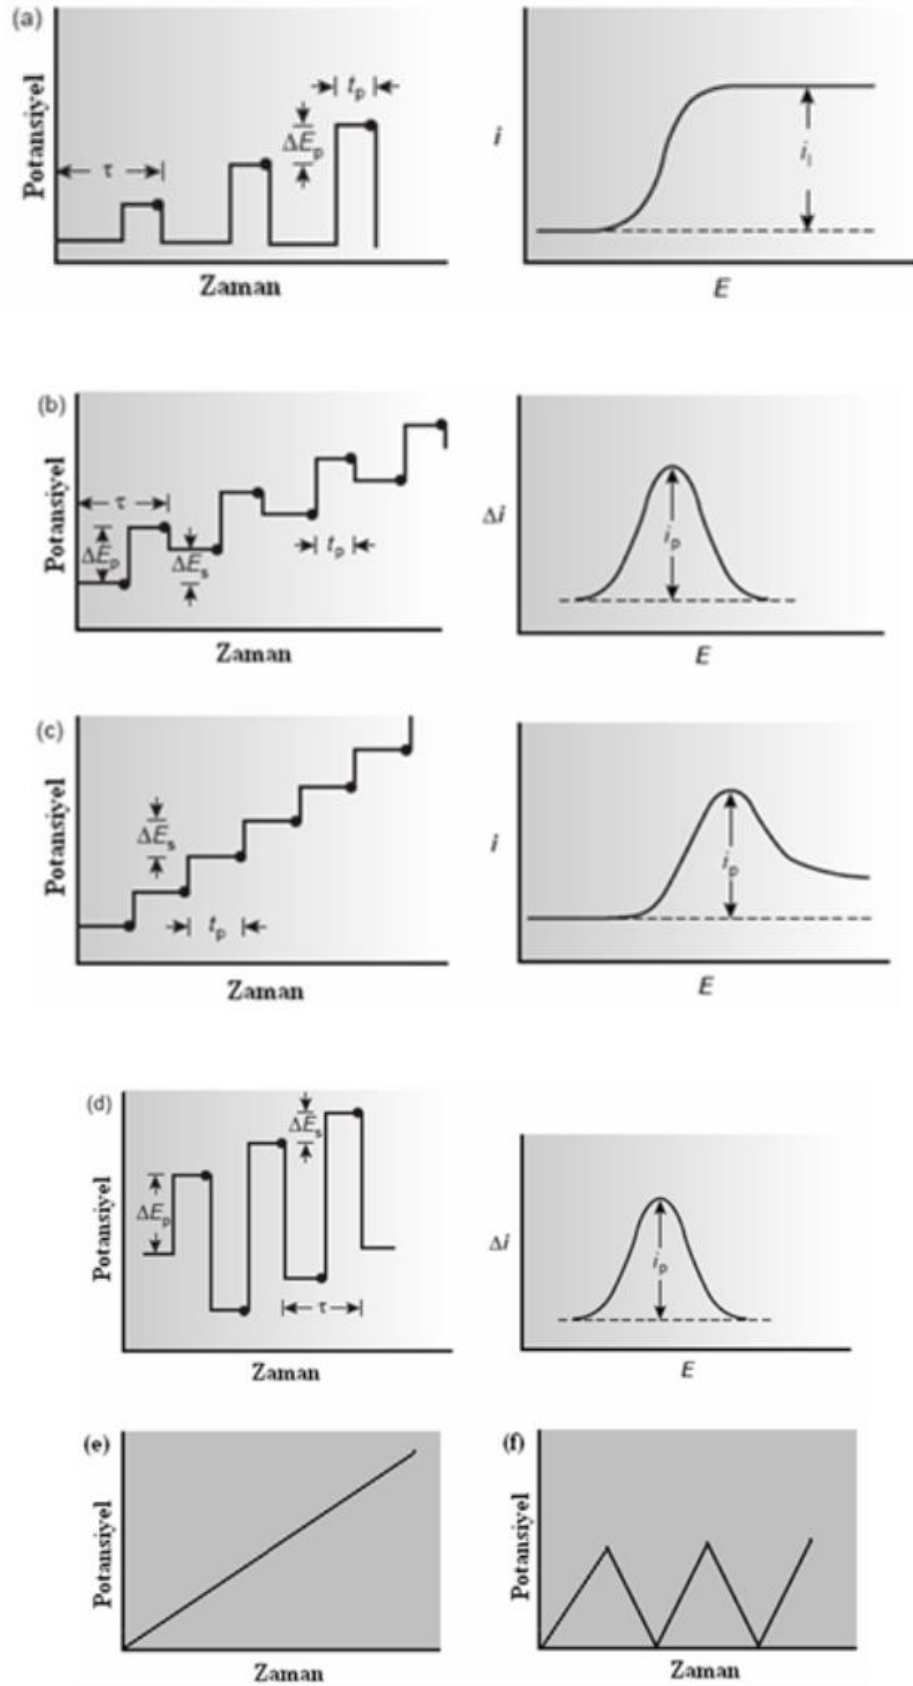 (a)
Potansiyel
τ
ΔEp
tp
Zaman
i
il
E
(b)
Potansiyel
τ
ΔEp
ΔEs
tp
Zaman
Δi
ip
E
(c)
Potansiyel
ΔEs
tp
Zaman
i
ip
E
(d)
Potansiyel
ΔEp
ΔEs
τ
Zaman
Δi
ip
E
(e)
Potansiyel
Zaman
(f)
Potansiyel
Zaman